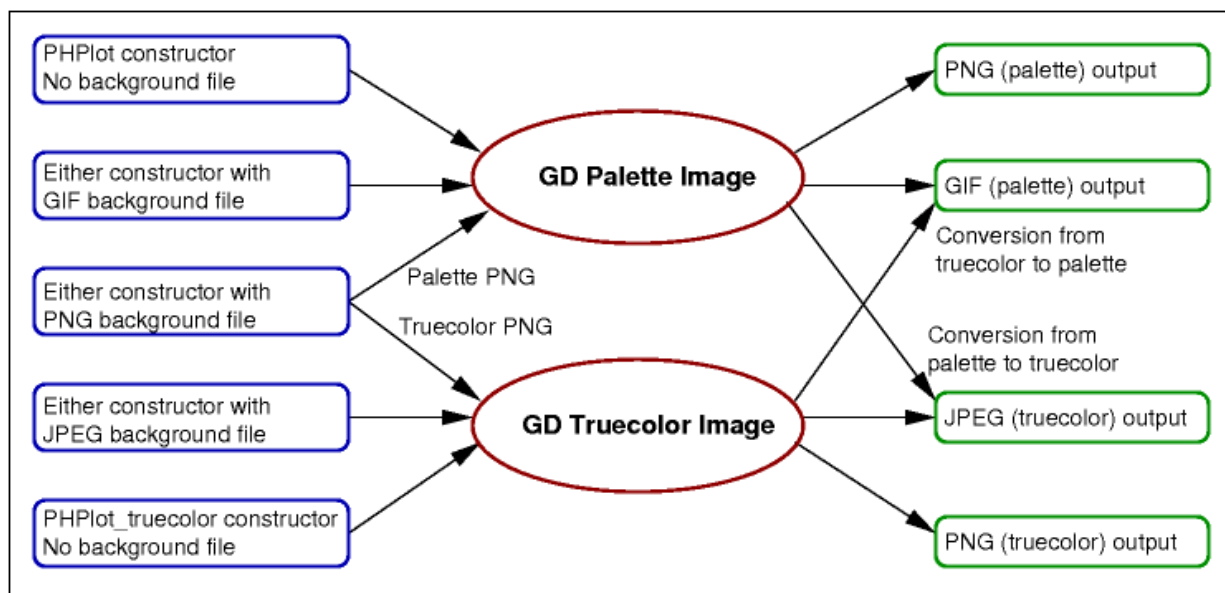 PHPlot constructor
No background file
Either constructor with
GIF background file
Either constructor with
PNG background file
Either constructor with
JPEG background file
PHPlot_truecolor constructor
No background file
Palette PNG
Truecolor PNG
GD Palette Image
GD Truecolor Image
PNG (palette) output
GIF (palette) output
Conversion from
truecolor to palette
Conversion from
palette to truecolor
JPEG (truecolor) output
PNG (truecolor) output